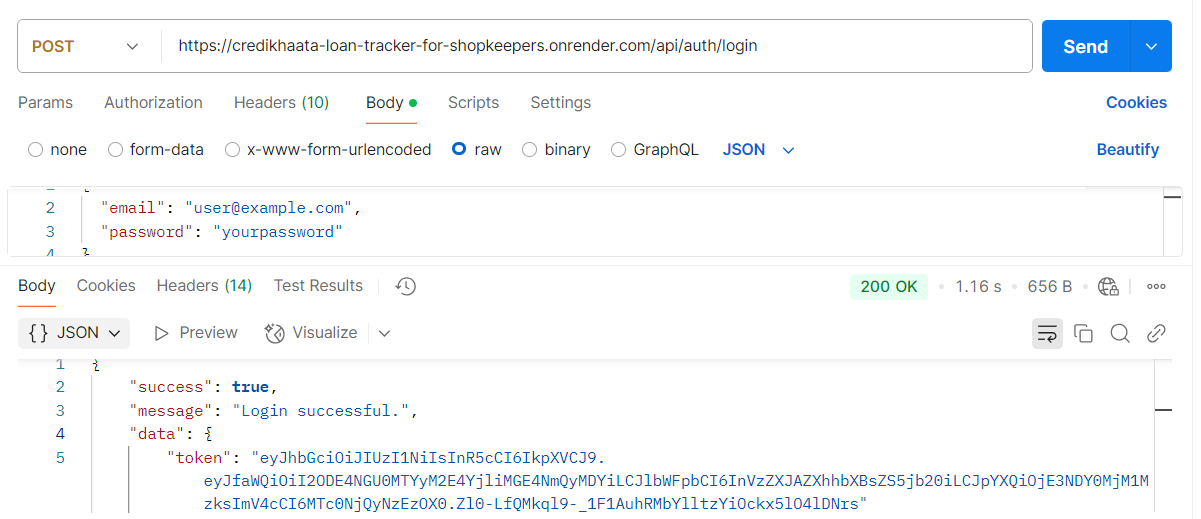 POST
https://credikhaata-loan-tracker-for-shopkeepers.onrender.com/api/auth/login
Send
Params Authorization Headers (10) Body Scripts Settings Cookies
none form-data x-www-form-urlencoded raw binary GraphQL JSON Beautify
{
2 "email": "user@example.com",
3 "password": "yourpassword"
4 }
Body Cookies Headers (14) Test Results 200 OK 1.16 s 656 B
{} JSON Preview Visualize
1 {
2 "success": true,
3 "message": "Login successful.",
4 "data": {
5 "token": "eyJhbGciOiJIUzI1NiIsInR5cCI6IkpXVCJ9.
eyJfaWQiOiI2ODE4NGU0MTYyM2E4YjliMGE4NmQyMDYiLCJlbWFpbCI6InVzZXJAZXhhbXBsZS5jb20iLCJpYXQiOjE3NDY0MjM1M
zksImV4cCI6MTc0NjQyNzEzOX0.Zl0-LfQMkql9-_1F1AuhRMbYlltzYiOckx5lO4lDNrs"